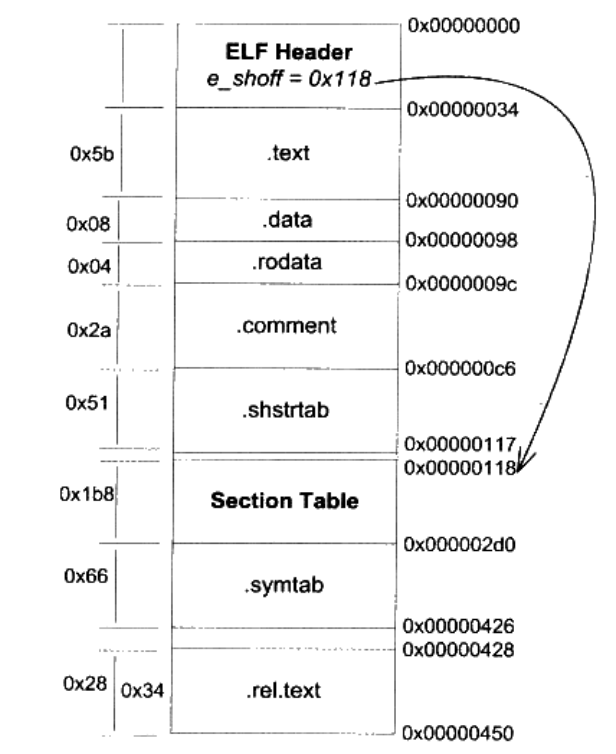 0x00000000
ELF Header
e_shoff = 0x118
0x00000034
0x5b
.text
0x00000090
0x08
.data
0x00000098
0x04
.rodata
0x0000009c
0x2a
.comment
0x000000c6
0x51
.shstrtab
0x00000117
0x00000118
0x1b8
Section Table
0x000002d0
0x66
.symtab
0x00000426
0x00000428
0x28
0x34
.rel.text
0x00000450